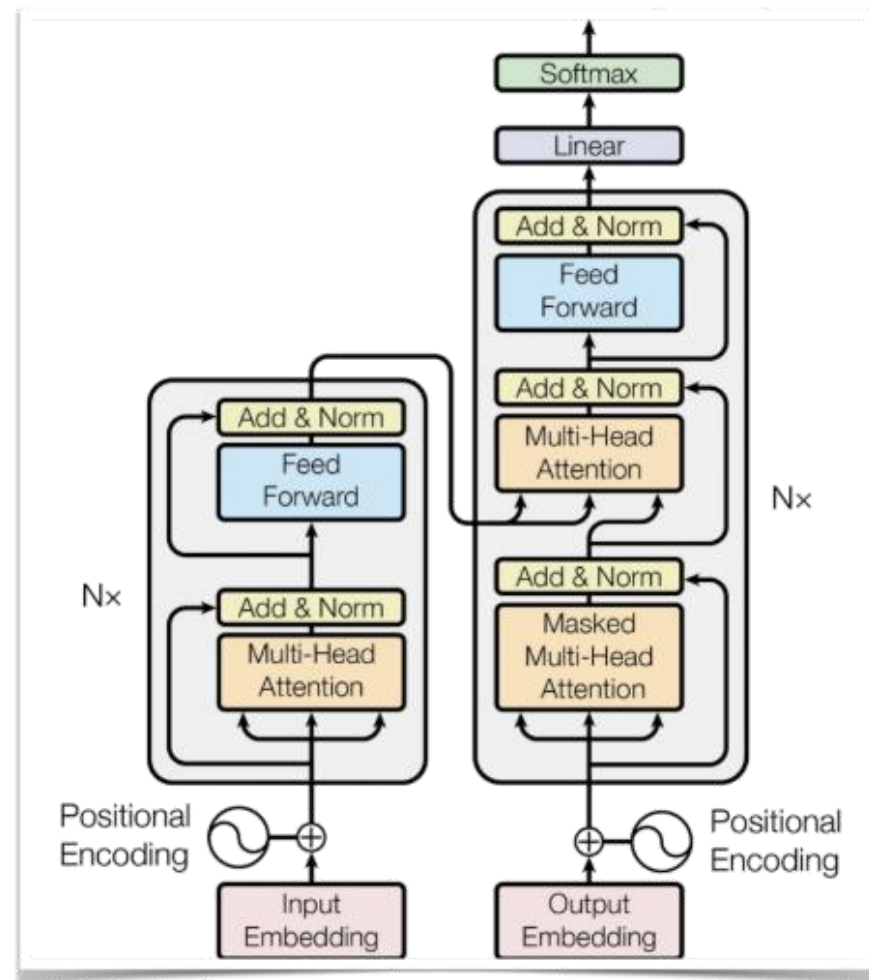 Softmax
Linear
Add & Norm
Feed
Forward
Add & Norm
Multi-Head
Attention
Nx
Add & Norm
Masked
Multi-Head
Attention
Add & Norm
Feed
Forward
Nx
Add & Norm
Multi-Head
Attention
Positional
Encoding
Positional
Encoding
Input
Embedding
Output
Embedding